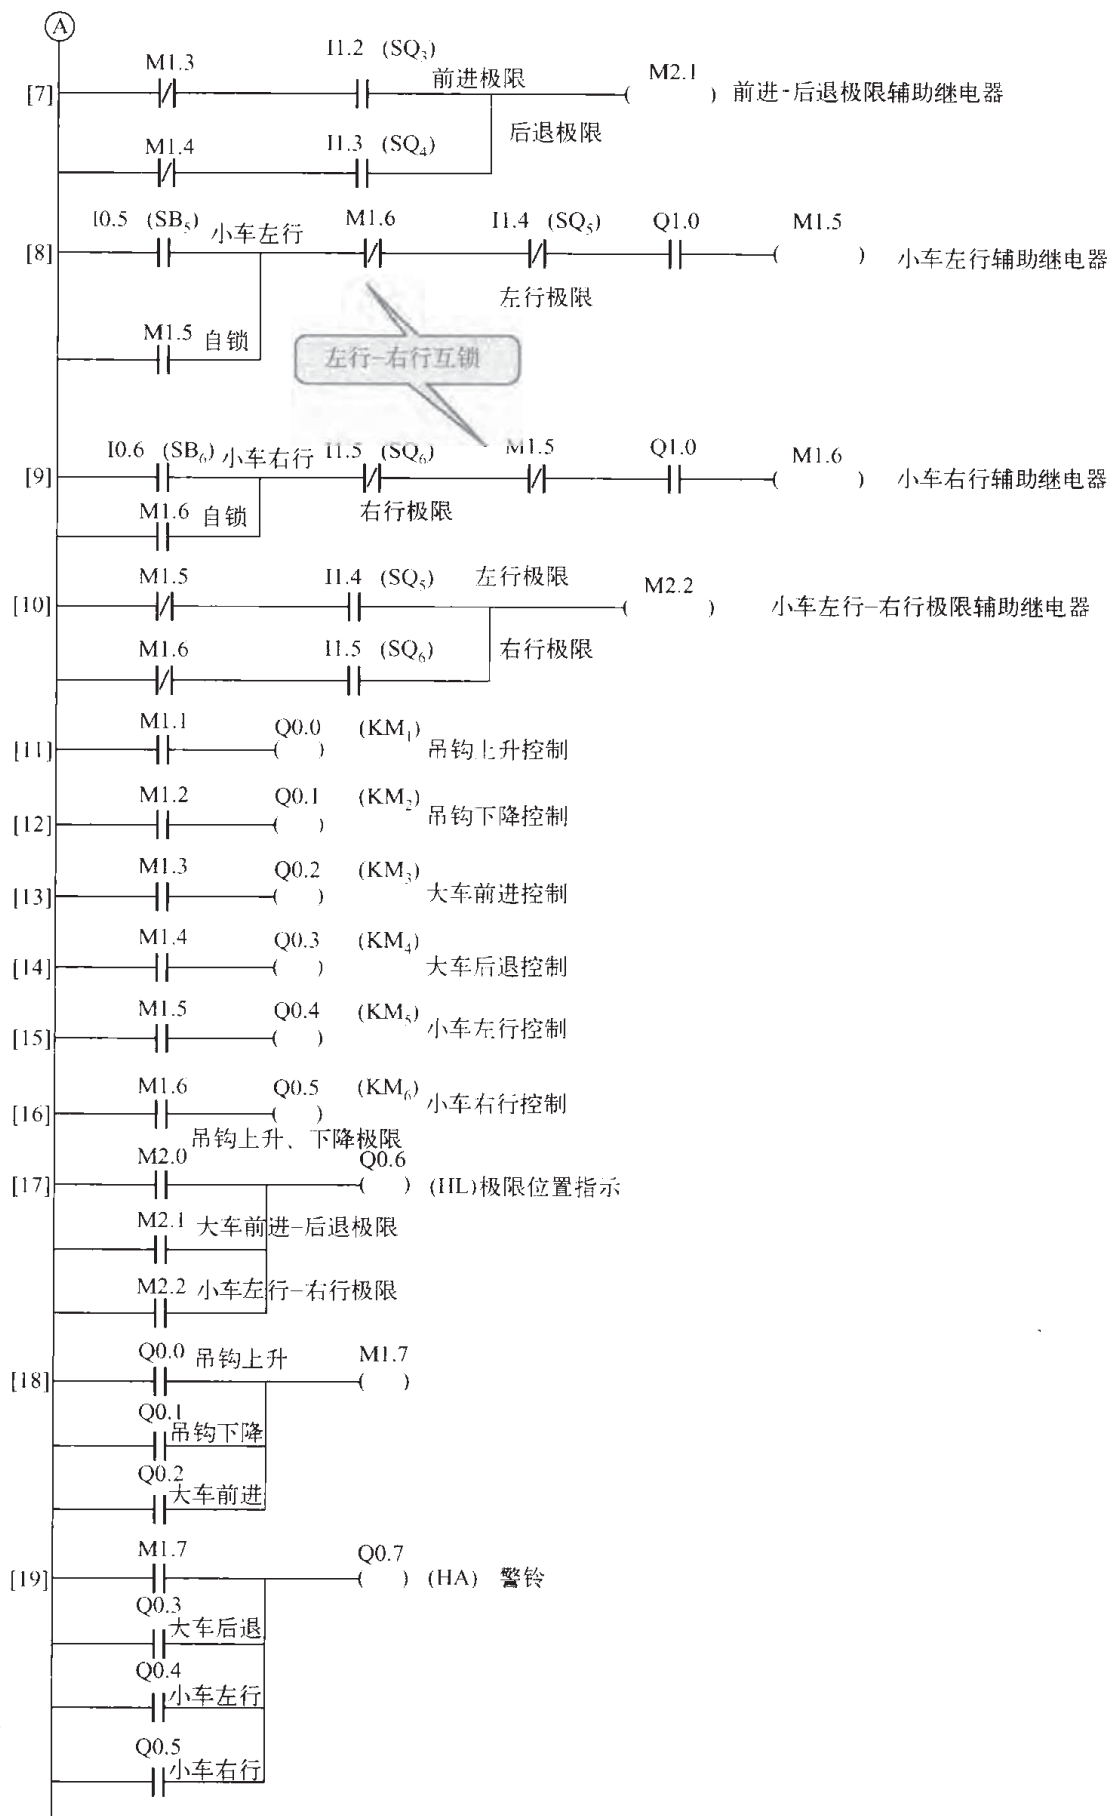 A
M1.3 I1.2 (SQ3) 前进极限 M2.1
[7] 前进-后退极限辅助继电器
M1.4 I1.3 (SQ4) 后退极限
I0.5 (SB5) 小车左行 M1.6 I1.4 (SQ5) Q1.0 M1.5
[8] 小车左行辅助继电器
左行极限
M1.5 自锁
左行-右行互锁
I0.6 (SB6) 小车右行 I1.5 (SQ6) M1.5 Q1.0 M1.6
[9] 小车右行辅助继电器
右行极限
M1.6 自锁
M1.5 I1.4 (SQ5) 左行极限 M2.2
[10] 小车左行-右行极限辅助继电器
M1.6 I1.5 (SQ6) 右行极限
M1.1 Q0.0 (KM1)
[11] 吊钩上升控制
M1.2 Q0.1 (KM2)
[12] 吊钩下降控制
M1.3 Q0.2 (KM3)
[13] 大车前进控制
M1.4 Q0.3 (KM4)
[14] 大车后退控制
M1.5 Q0.4 (KM5)
[15] 小车左行控制
M1.6 Q0.5 (KM6)
[16] 小车右行控制
吊钩上升、下降极限
M2.0 Q0.6
[17] (HL)极限位置指示
M2.1 大车前进-后退极限
M2.2 小车左行-右行极限
Q0.0 吊钩上升 M1.7
[18]
Q0.1 吊钩下降
Q0.2 大车前进
M1.7 Q0.7
[19] (HA) 警铃
Q0.3 大车后退
Q0.4 小车左行
Q0.5 小车右行